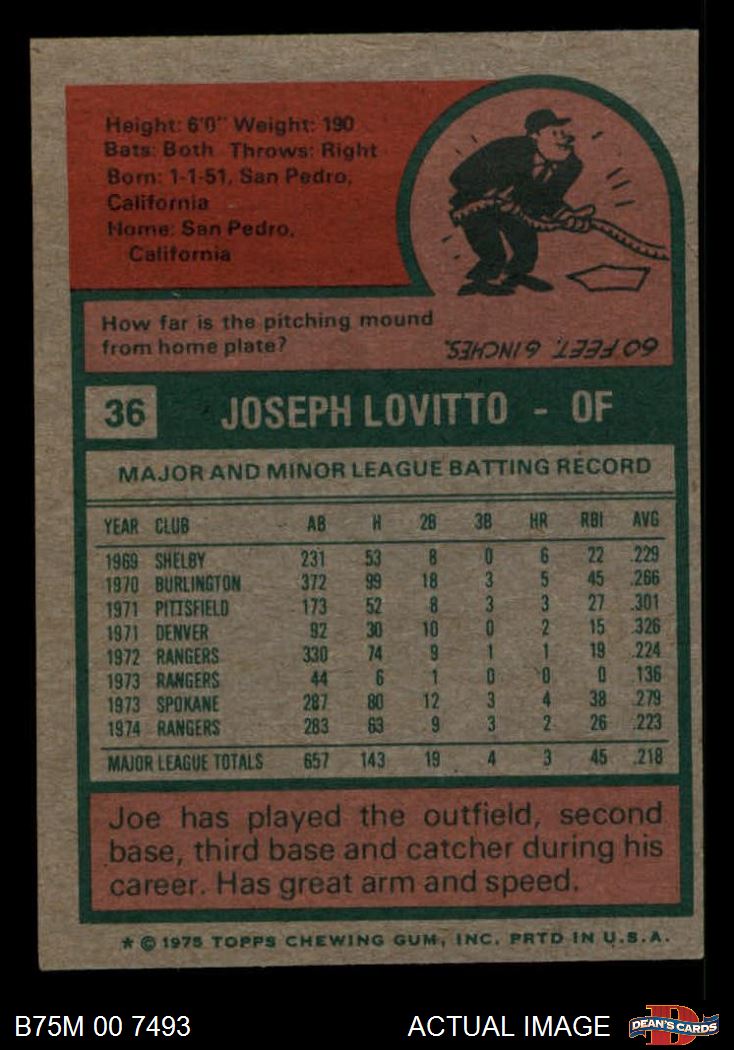 Height: 6'0" Weight: 190
Bats: Both Throws: Right
Born: 1-1-51, San Pedro,
California
Home: San Pedro,
California
How far is the pitching mound
from home plate?
60 FEET, 6 INCHES.
36 JOSEPH LOVITTO - OF
MAJOR AND MINOR LEAGUE BATTING RECORD
YEAR CLUB AB H 2B 3B HR RBI AVG
1969 SHELBY 231 53 8 0 6 22 .229
1970 BURLINGTON 372 99 18 3 5 45 .266
1971 PITTSFIELD 173 52 8 3 3 27 .301
1971 DENVER 92 30 10 0 2 15 .326
1972 RANGERS 330 74 9 1 1 19 .224
1973 RANGERS 44 6 1 0 0 0 .136
1973 SPOKANE 287 80 12 3 4 38 .279
1974 RANGERS 283 63 9 3 2 26 .223
MAJOR LEAGUE TOTALS 657 143 19 4 3 45 .218
Joe has played the outfield, second
base, third base and catcher during his
career. Has great arm and speed.
* © 1975 TOPPS CHEWING GUM, INC. PRTD IN U.S.A.
B75M 00 7493 ACTUAL IMAGE DEAN'S CARDS